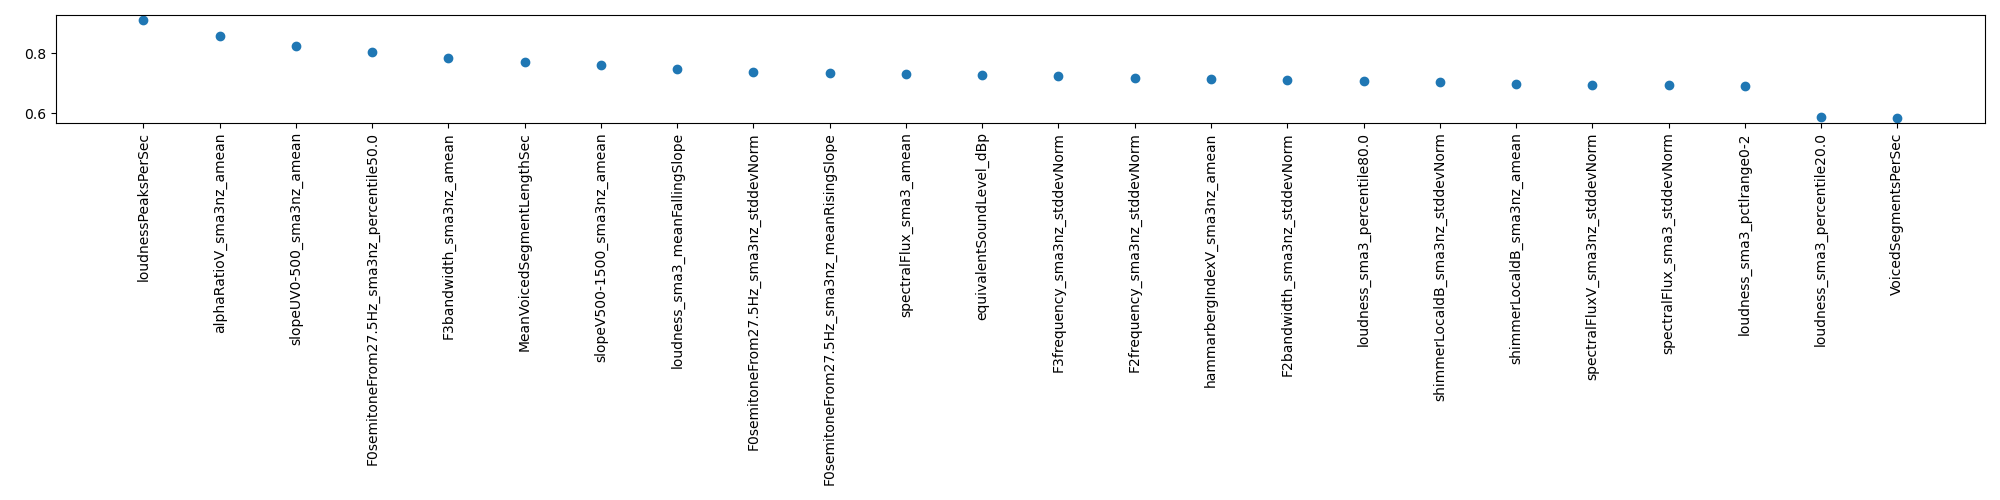 0.8
0.6
loudnessPeaksPerSec
alphaRatioV_sma3nz_amean
slopeUV0-500_sma3nz_amean
F0semitoneFrom27.5Hz_sma3nz_percentile50.0
F3bandwidth_sma3nz_amean
MeanVoicedSegmentLengthSec
slopeV500-1500_sma3nz_amean
loudness_sma3_meanFallingSlope
F0semitoneFrom27.5Hz_sma3nz_stddevNorm
F0semitoneFrom27.5Hz_sma3nz_meanRisingSlope
spectralFlux_sma3_amean
equivalentSoundLevel_dBp
F3frequency_sma3nz_stddevNorm
F2frequency_sma3nz_stddevNorm
hammarbergIndexV_sma3nz_amean
F2bandwidth_sma3nz_stddevNorm
loudness_sma3_percentile80.0
shimmerLocaldB_sma3nz_stddevNorm
shimmerLocaldB_sma3nz_amean
spectralFluxV_sma3nz_stddevNorm
spectralFlux_sma3_stddevNorm
loudness_sma3_pctlrange0-2
loudness_sma3_percentile20.0
VoicedSegmentsPerSec